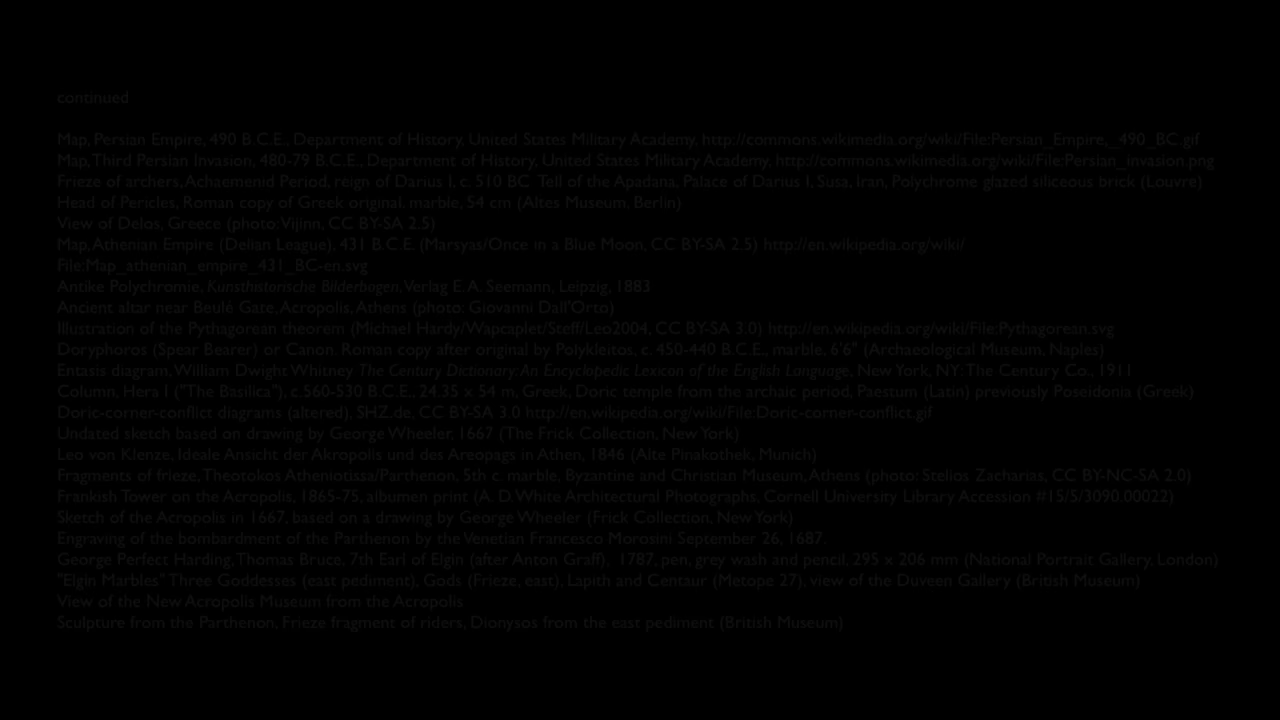 continued
Map, Persian Empire, 490 B.C.E., Department of History, United States Military Academy, http://commons.wikimedia.org/wiki/File:Persian_Empire,_490_BC.gif
Map, Third Persian Invasion, 480-79 B.C.E., Department of History, United States Military Academy, http://commons.wikimedia.org/wiki/File:Persian_invasion.png
Frieze of archers, Achaemenid Period, reign of Darius I, c. 510 BC Tell of the Apadana, Palace of Darius I, Susa, Iran, Polychrome glazed siliceous brick (Louvre)
Head of Pericles, Roman copy of Greek original, marble, 54 cm (Altes Museum, Berlin)
View of Delos, Greece (photo: Vijinn, CC BY-SA 2.5)
Map, Athenian Empire (Delian League), 431 B.C.E. (Marsyas/Once in a Blue Moon, CC BY-SA 2.5) http://en.wikipedia.org/wiki/
File:Map_athenian_empire_431_BC-en.svg
Antike Polychromie, Kunsthistorische Bilderbogen, Verlag E. A. Seemann, Leipzig, 1883
Ancient altar near Beulé Gate, Acropolis, Athens (photo: Giovanni Dall'Orto)
Illustration of the Pythagorean theorem (Michael Hardy/Wapcaplet/Steff/Leo2004, CC BY-SA 3.0) http://en.wikipedia.org/wiki/File:Pythagorean.svg
Doryphoros (Spear Bearer) or Canon, Roman copy after original by Polykleitos, c. 450-440 B.C.E., marble, 6'6" (Archaeological Museum, Naples)
Entasis diagram, William Dwight Whitney The Century Dictionary: An Encyclopedic Lexicon of the English Language, New York, NY: The Century Co., 1911
Column, Hera I ("The Basilica"), c.560-530 B.C.E., 24.35 x 54 m, Greek, Doric temple from the archaic period, Paestum (Latin) previously Poseidonia (Greek)
Doric-corner-conflict diagrams (altered), SHZ.de, CC BY-SA 3.0 http://en.wikipedia.org/wiki/File:Doric-corner-conflict.gif
Undated sketch based on drawing by George Wheeler, 1667 (The Frick Collection, New York)
Leo von Klenze, Ideale Ansicht der Akropolis und des Areopags in Athen, 1846 (Alte Pinakothek, Munich)
Fragments of frieze, Theotokos Atheniotissa/Parthenon, 5th c. marble, Byzantine and Christian Museum, Athens (photo: Stelios Zacharias, CC BY-NC-SA 2.0)
Frankish Tower on the Acropolis, 1865-75, albumen print (A. D. White Architectural Photographs, Cornell University Library Accession #15/5/3090.00022)
Sketch of the Acropolis in 1667, based on a drawing by George Wheeler (Frick Collection, New York)
Engraving of the bombardment of the Parthenon by the Venetian Francesco Morosini September 26, 1687.
George Perfect Harding, Thomas Bruce, 7th Earl of Elgin (after Anton Graff), 1787, pen, grey wash and pencil, 295 x 206 mm (National Portrait Gallery, London)
"Elgin Marbles" Three Goddesses (east pediment), Gods (Frieze, east), Lapith and Centaur (Metope 27), view of the Duveen Gallery (British Museum)
View of the New Acropolis Museum from the Acropolis
Sculpture from the Parthenon, Frieze fragment of riders, Dionysos from the east pediment (British Museum)